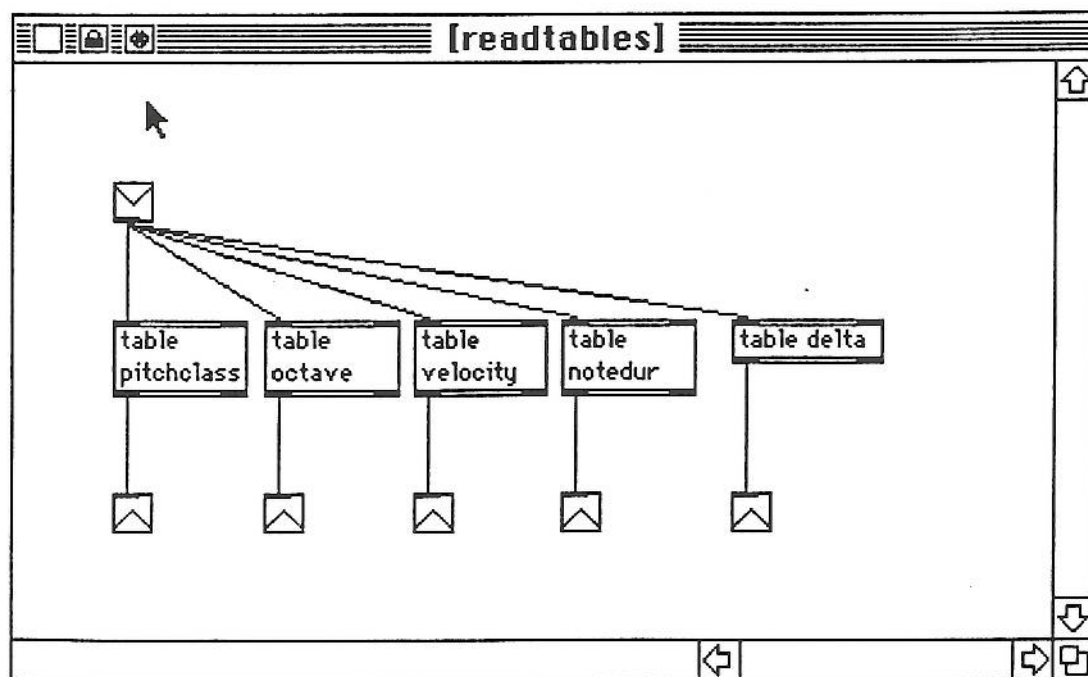 [readtables]
table
pitchclass
table
octave
table
velocity
table
notedur
table delta